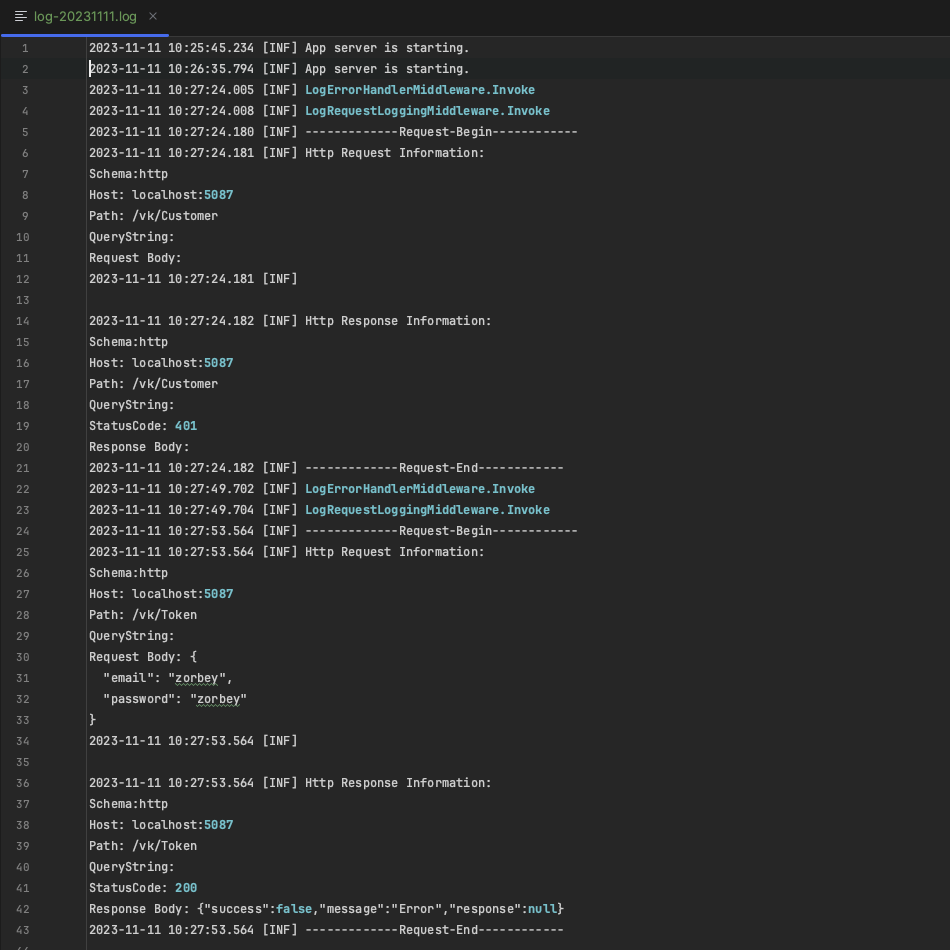 log-20231111.log
1 2023-11-11 10:25:45.234 [INF] App server is starting.
2 2023-11-11 10:26:35.794 [INF] App server is starting.
3 2023-11-11 10:27:24.005 [INF] LogErrorHandlerMiddleware.Invoke
4 2023-11-11 10:27:24.008 [INF] LogRequestLoggingMiddleware.Invoke
5 2023-11-11 10:27:24.180 [INF] -------------Request-Begin------------
6 2023-11-11 10:27:24.181 [INF] Http Request Information:
7 Schema:http
8 Host: localhost:5087
9 Path: /vk/Customer
10 QueryString:
11 Request Body:
12 2023-11-11 10:27:24.181 [INF]
13
14 2023-11-11 10:27:24.182 [INF] Http Response Information:
15 Schema:http
16 Host: localhost:5087
17 Path: /vk/Customer
18 QueryString:
19 StatusCode: 401
20 Response Body:
21 2023-11-11 10:27:24.182 [INF] -------------Request-End------------
22 2023-11-11 10:27:49.702 [INF] LogErrorHandlerMiddleware.Invoke
23 2023-11-11 10:27:49.704 [INF] LogRequestLoggingMiddleware.Invoke
24 2023-11-11 10:27:53.564 [INF] -------------Request-Begin------------
25 2023-11-11 10:27:53.564 [INF] Http Request Information:
26 Schema:http
27 Host: localhost:5087
28 Path: /vk/Token
29 QueryString:
30 Request Body: {
31 "email": "zorbey",
32 "password": "zorbey"
33 }
34 2023-11-11 10:27:53.564 [INF]
35
36 2023-11-11 10:27:53.564 [INF] Http Response Information:
37 Schema:http
38 Host: localhost:5087
39 Path: /vk/Token
40 QueryString:
41 StatusCode: 200
42 Response Body: {"success":false,"message":"Error","response":null}
43 2023-11-11 10:27:53.564 [INF] -------------Request-End------------